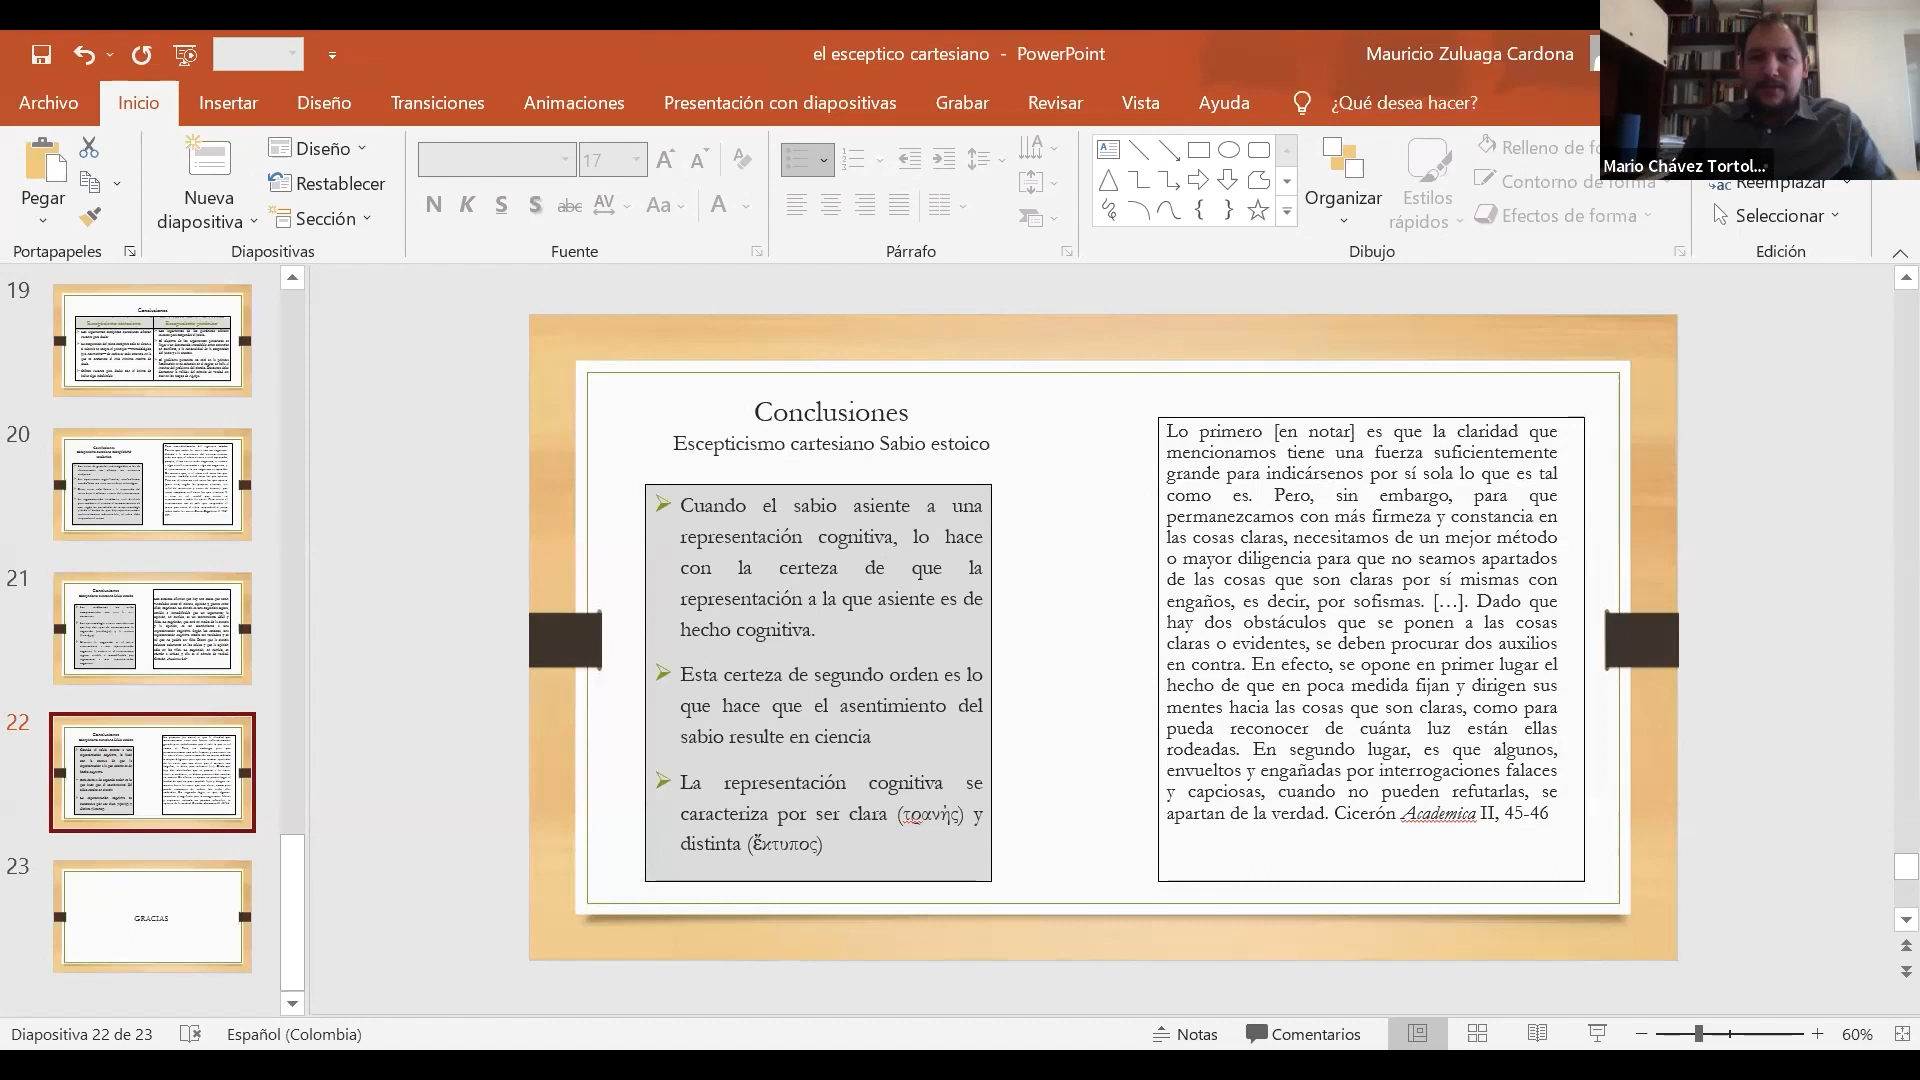 el esceptico cartesiano - PowerPoint
Mauricio Zuluaga Cardona
Archivo
Inicio
Insertar
Diseño
Transiciones
Animaciones
Presentación con diapositivas
Grabar
Revisar
Vista
Ayuda
¿Qué desea hacer?
Mario Chávez Tortol...
Pegar
Nueva
diapositiva
Diseño
Restablecer
Sección
17
N K S S abc AV Aa A
Organizar
Estilos
rápidos
Relleno de fo
Contorno de forma
Efectos de forma
Reemplazar
Seleccionar
Portapapeles
Diapositivas
Fuente
Párrafo
Dibujo
Edición
19
Conclusiones
20
21
22
23
GRACIAS
Conclusiones
Escepticismo cartesiano Sabio estoico
Cuando el sabio asiente a una
representación cognitiva, lo hace
con la certeza de que la
representación a la que asiente es de
hecho cognitiva.
Esta certeza de segundo orden es lo
que hace que el asentimiento del
sabio resulte en ciencia
La representación cognitiva se
caracteriza por ser clara (τρανής) y
distinta (ἔκτυπος)
Lo primero [en notar] es que la claridad que
mencionamos tiene una fuerza suficientemente
grande para indicársenos por sí sola lo que es tal
como es. Pero, sin embargo, para que
permanezcamos con más firmeza y constancia en
las cosas claras, necesitamos de un mejor método
o mayor diligencia para que no seamos apartados
de las cosas que son claras por sí mismas con
engaños, es decir, por sofismas. […]. Dado que
hay dos obstáculos que se ponen a las cosas
claras o evidentes, se deben procurar dos auxilios
en contra. En efecto, se opone en primer lugar el
hecho de que en poca medida fijan y dirigen sus
mentes hacia las cosas que son claras, como para
pueda reconocer de cuánta luz están ellas
rodeadas. En segundo lugar, es que algunos,
envueltos y engañadas por interrogaciones falaces
y capciosas, cuando no pueden refutarlas, se
apartan de la verdad. Cicerón Academica II, 45-46
Diapositiva 22 de 23
Español (Colombia)
Notas
Comentarios
60%